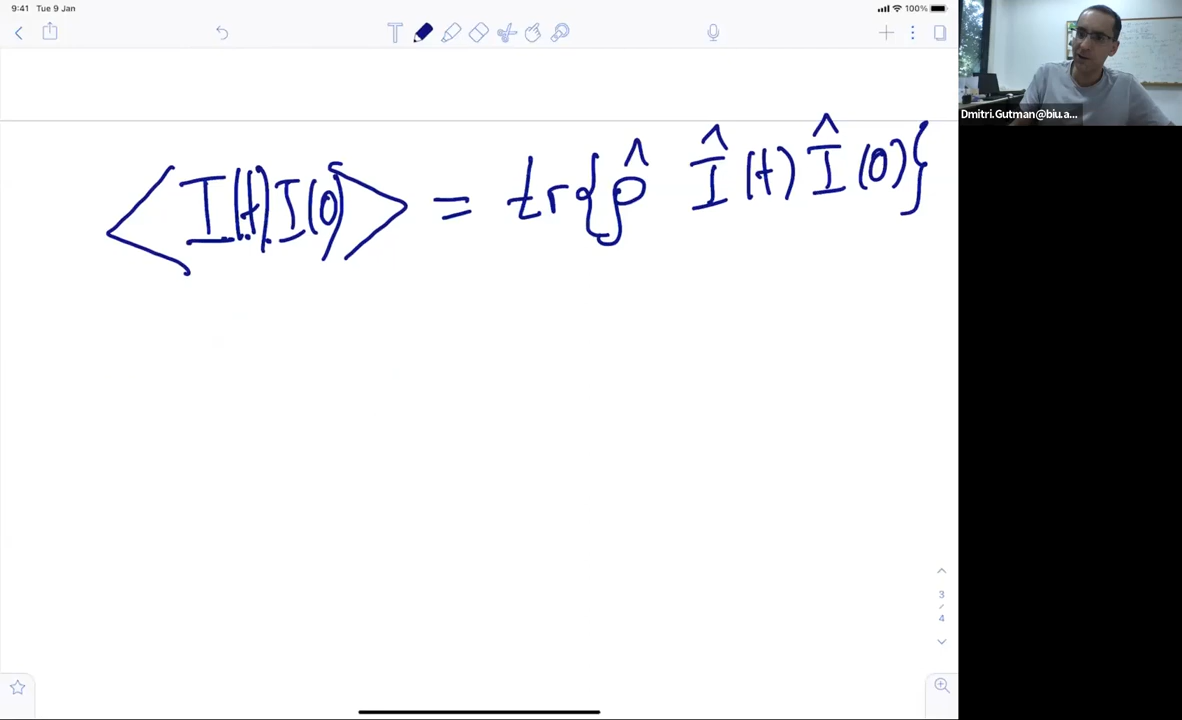 9:41 Tue 9 Jan
100%
T
⟨I(t)I(0)⟩ = tr{ρ̂ Î(t) Î(0)}
Dmitri.Gutman@biu.a...
3
/
4